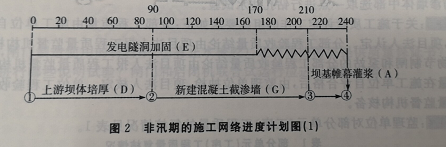 90 170 210
0 20 40 60 80 100 120 140 160 180 200 220 240
发电隧洞加固(E)
坝基帷幕灌浆(A)
上游坝体培厚(D) 新建混凝土截渗墙(G)
① ② ③ ④
图 2 非汛期的施工网络进度计划图(1)